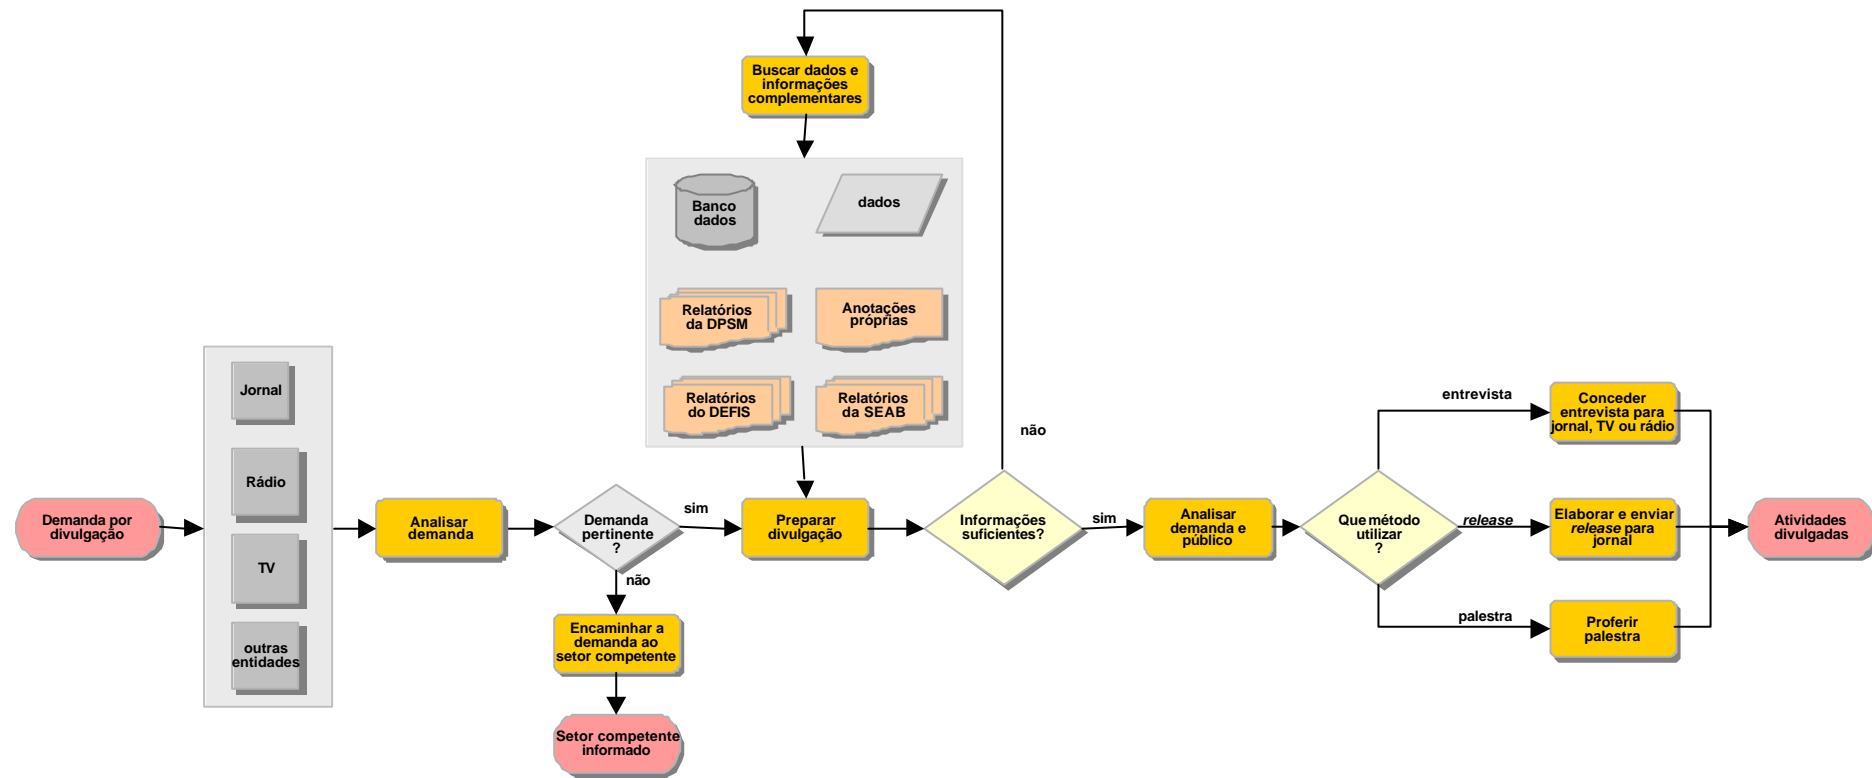 Buscar dados e
informações
complementares
Banco
dados
dados
Relatórios
da DPSM
Anotações
próprias
Relatórios
do DEFIS
Relatórios
da SEAB
Jornal
Rádio
TV
outras
entidades
Demanda por
divulgação
Analisar
demanda
Demanda
pertinente
?
sim
não
Encaminhar a
demanda ao
setor competente
Setor competente
informado
Preparar
divulgação
Informações
suficientes?
não
sim
Analisar
demanda e
público
Que método
utilizar
?
entrevista
release
palestra
Conceder
entrevista para
jornal, TV ou rádio
Elaborar e enviar
release para
jornal
Proferir
palestra
Atividades
divulgadas